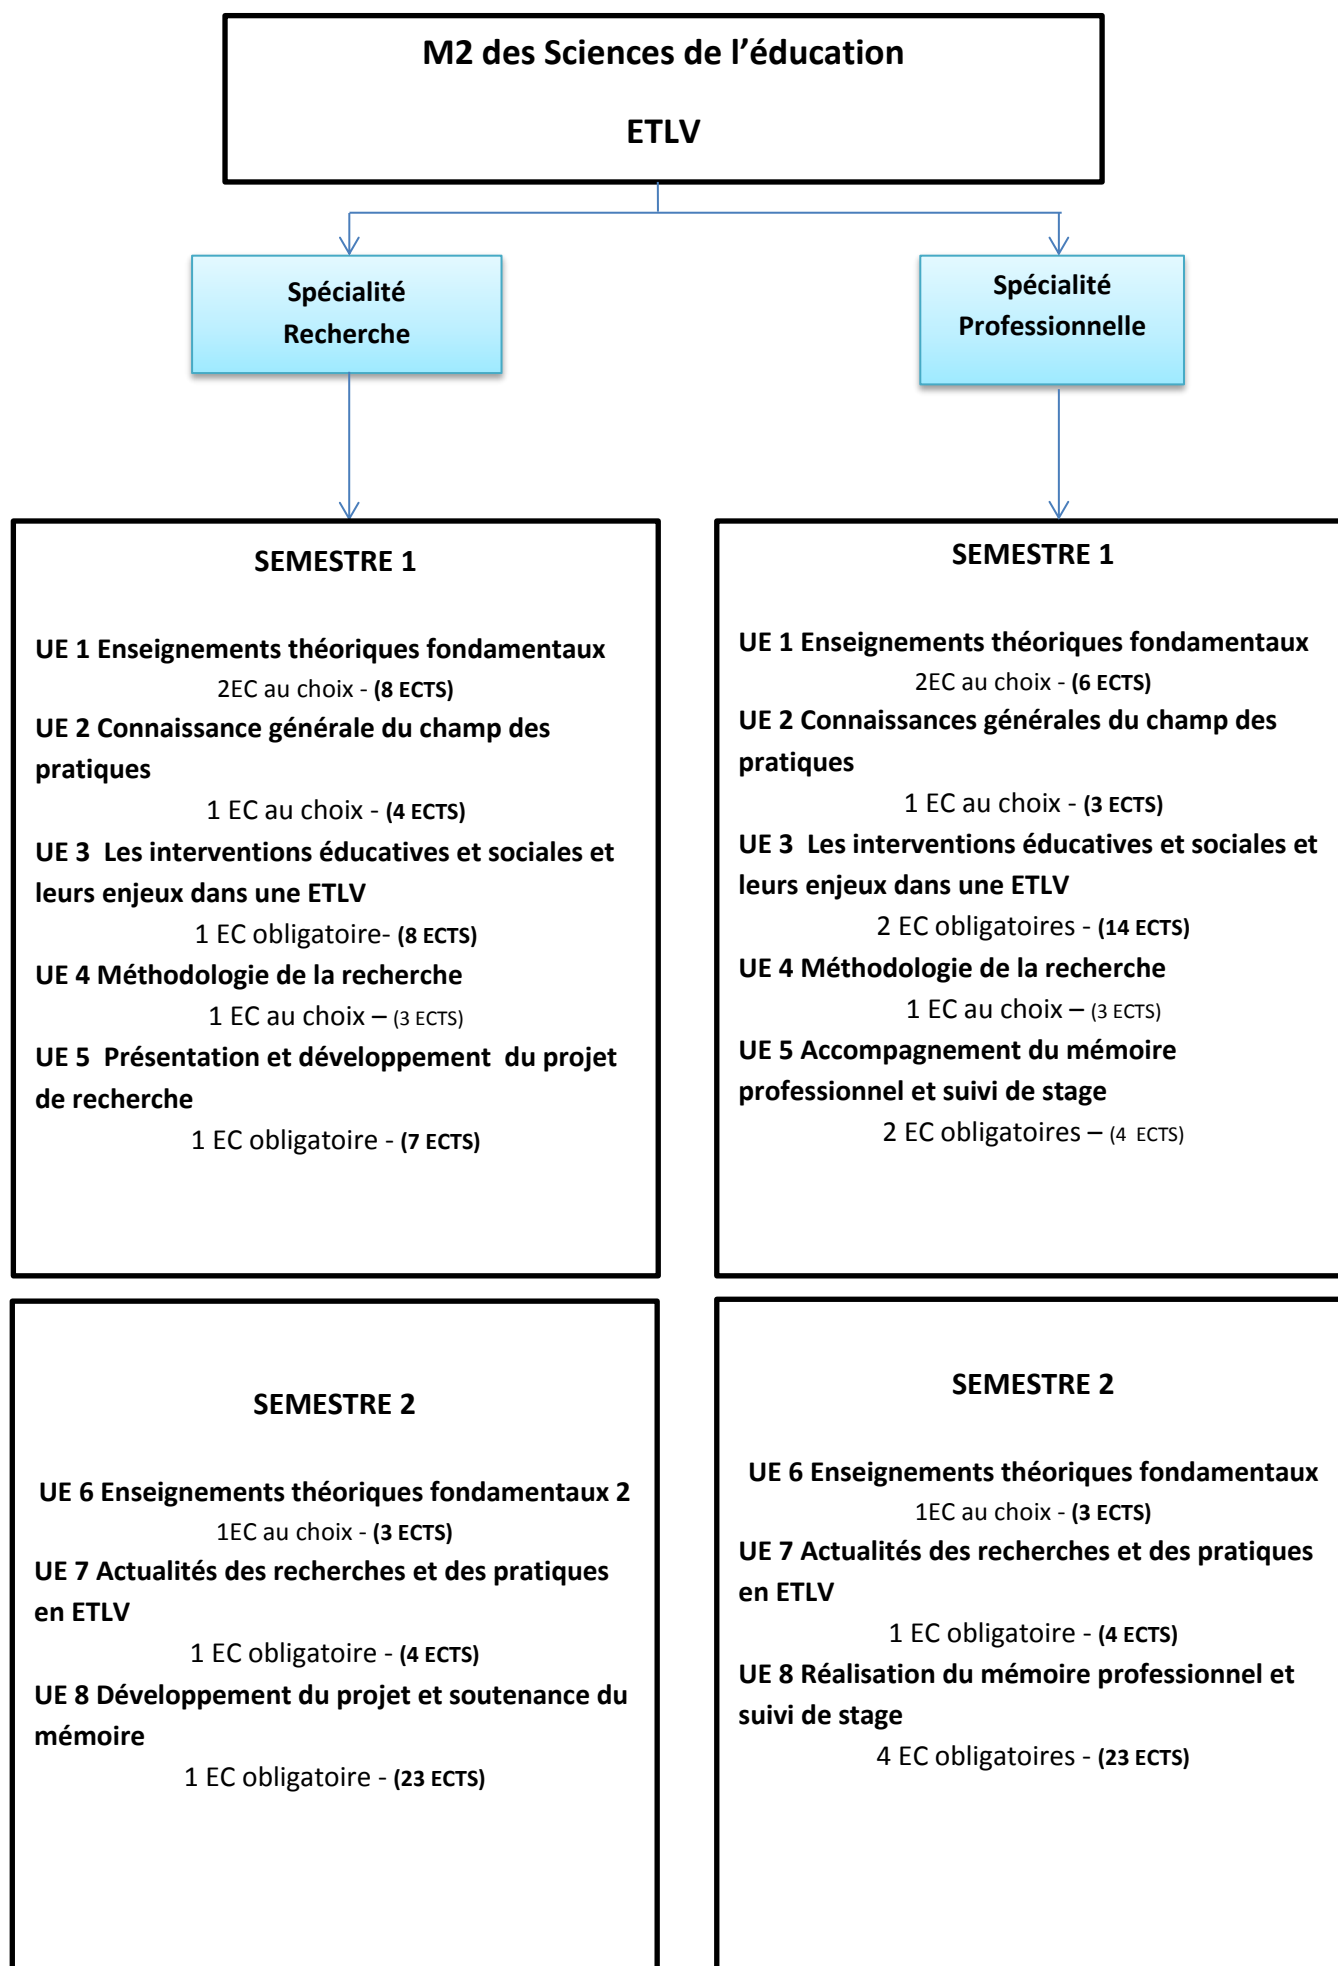 M2 des Sciences de l’éducation
ETLV
Spécialité
Recherche
Spécialité
Professionnelle
SEMESTRE 1
UE 1 Enseignements théoriques fondamentaux
2EC au choix - (8 ECTS)
UE 2 Connaissance générale du champ des
pratiques
1 EC au choix - (4 ECTS)
UE 3  Les interventions éducatives et sociales et
leurs enjeux dans une ETLV
1 EC obligatoire- (8 ECTS)
UE 4 Méthodologie de la recherche
1 EC au choix – (3 ECTS)
UE 5  Présentation et développement  du projet
de recherche
1 EC obligatoire - (7 ECTS)
SEMESTRE 1
UE 1 Enseignements théoriques fondamentaux
2EC au choix - (6 ECTS)
UE 2 Connaissances générales du champ des
pratiques
1 EC au choix - (3 ECTS)
UE 3  Les interventions éducatives et sociales et
leurs enjeux dans une ETLV
2 EC obligatoires - (14 ECTS)
UE 4 Méthodologie de la recherche
1 EC au choix – (3 ECTS)
UE 5 Accompagnement du mémoire
professionnel et suivi de stage
2 EC obligatoires – (4  ECTS)
SEMESTRE 2
UE 6 Enseignements théoriques fondamentaux 2
1EC au choix - (3 ECTS)
UE 7 Actualités des recherches et des pratiques
en ETLV
1 EC obligatoire - (4 ECTS)
UE 8 Développement du projet et soutenance du
mémoire
1 EC obligatoire - (23 ECTS)
SEMESTRE 2
UE 6 Enseignements théoriques fondamentaux
1EC au choix - (3 ECTS)
UE 7 Actualités des recherches et des pratiques
en ETLV
1 EC obligatoire - (4 ECTS)
UE 8 Réalisation du mémoire professionnel et
suivi de stage
4 EC obligatoires - (23 ECTS)